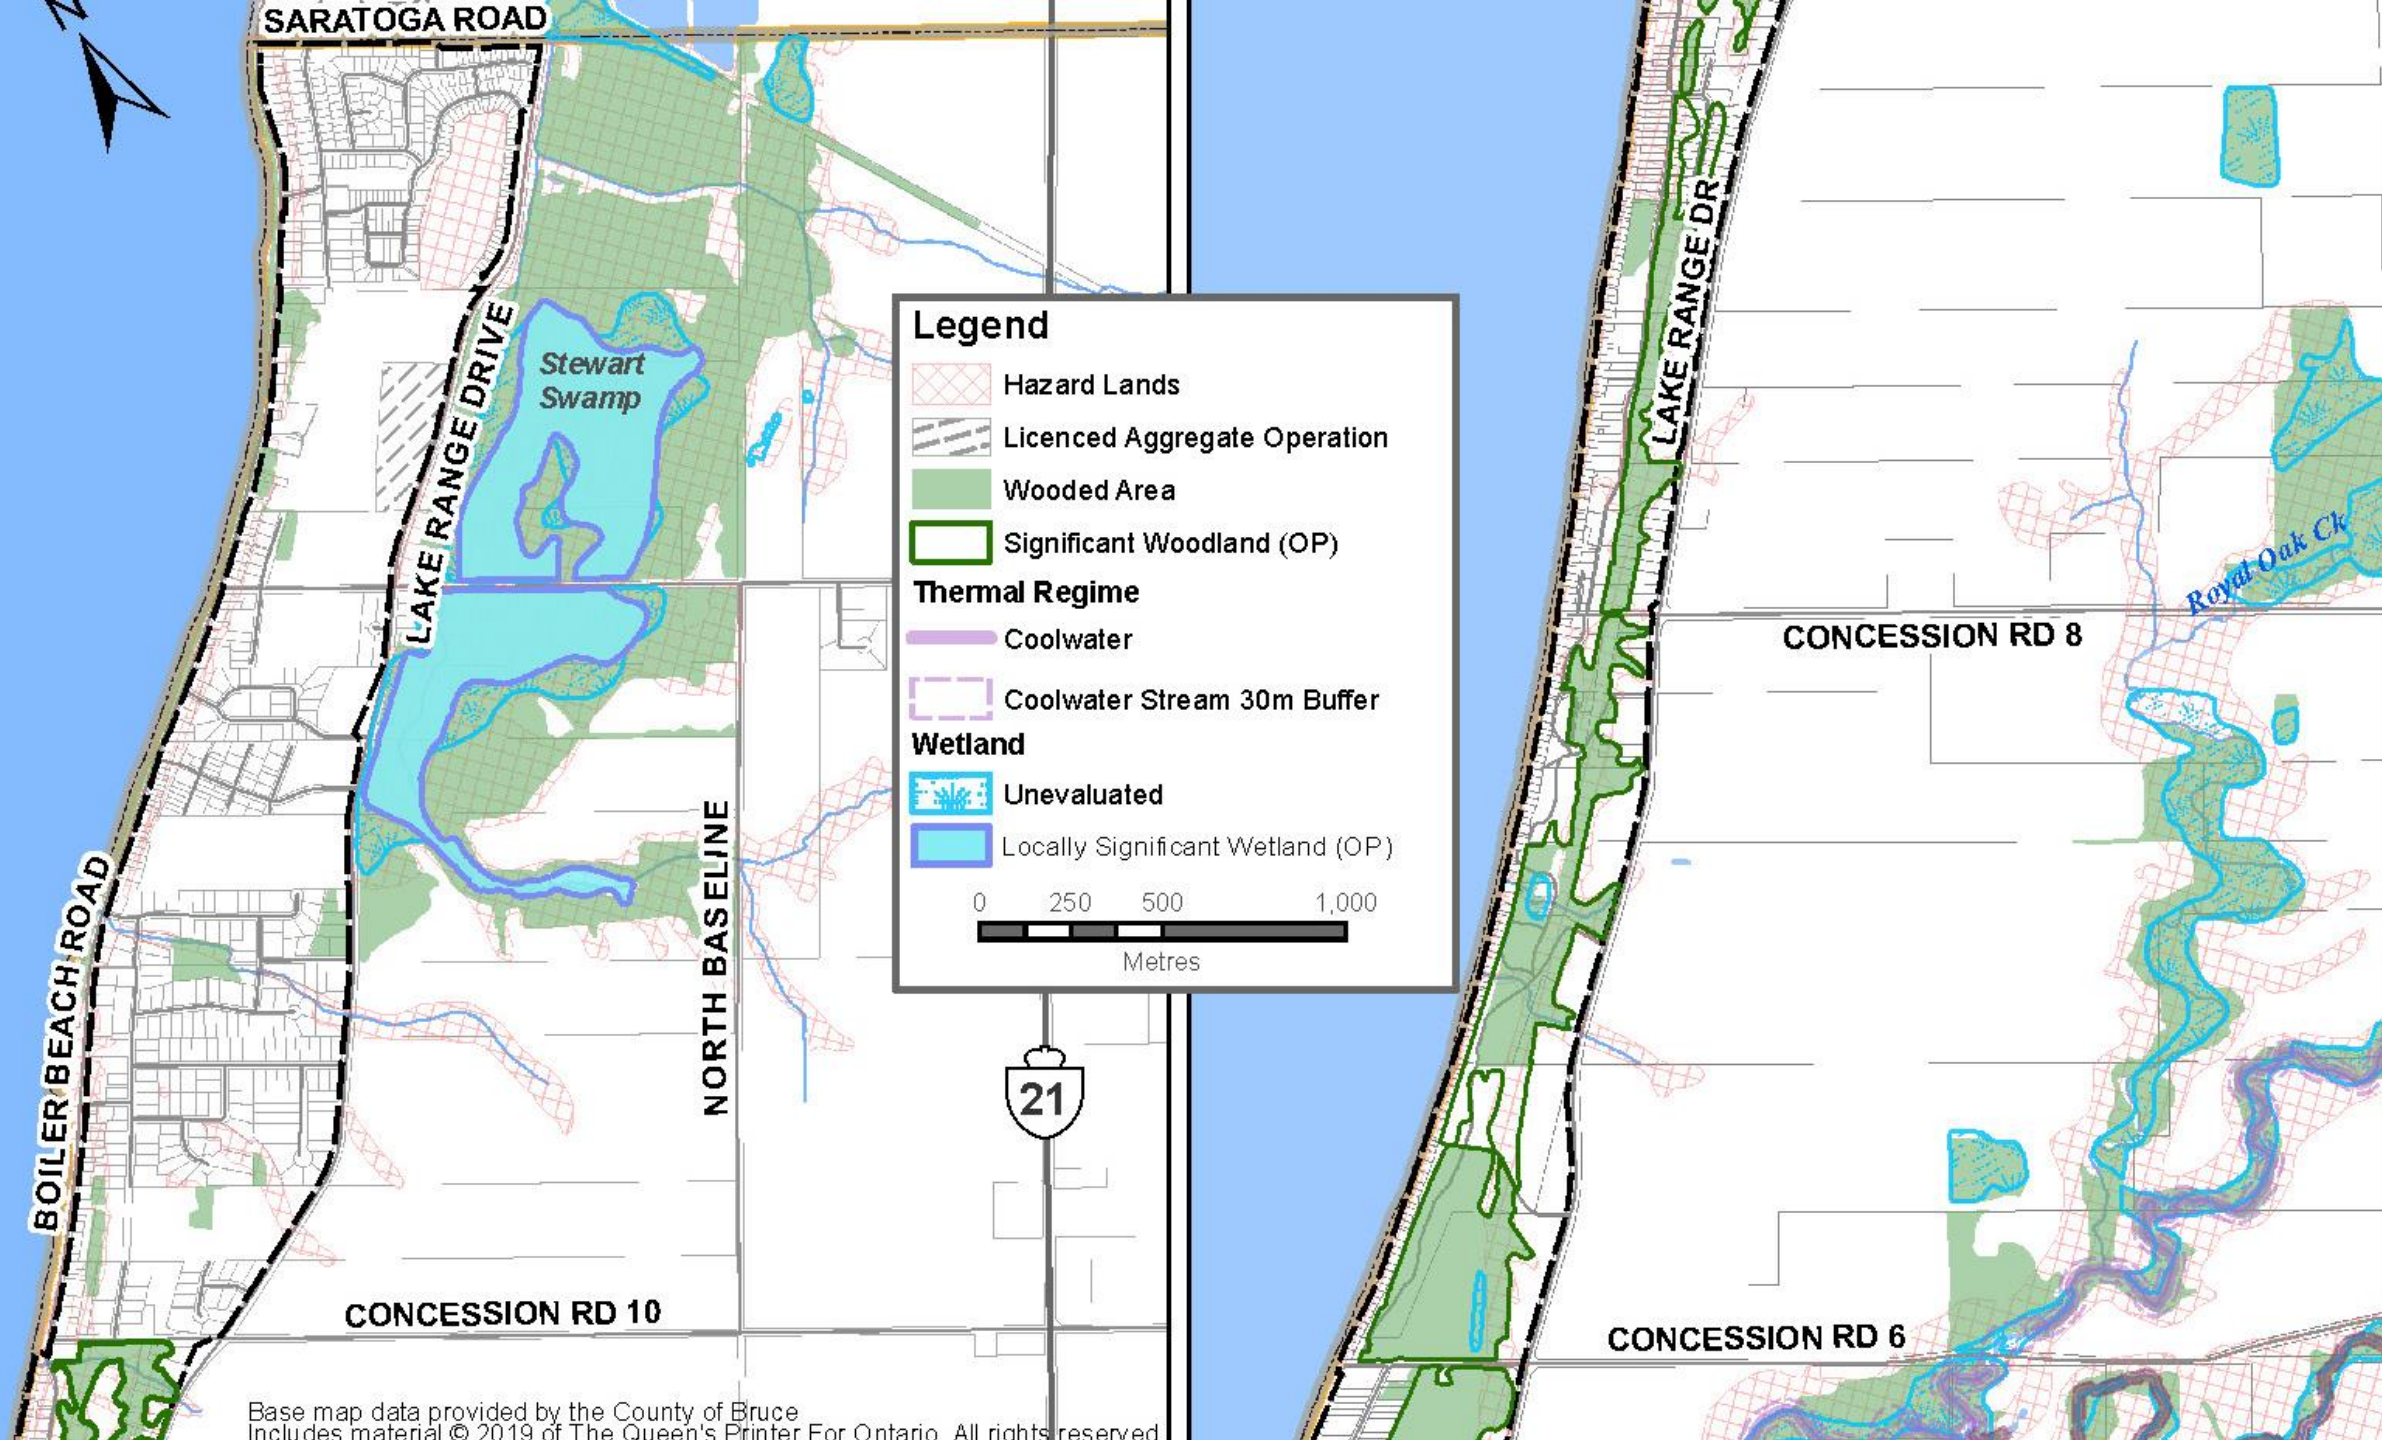 N
SARATOGA ROAD
LAKE RANGE DRIVE
Stewart
Swamp
LAKE RANGE DRIVE
BOILER BEACH ROAD
NORTH BASELINE
21
CONCESSION RD 10
Base map data provided by the County of Bruce
Includes material © 2019 of The Queen's Printer For Ontario. All rights reserved
Legend
Hazard Lands
Licenced Aggregate Operation
Wooded Area
Significant Woodland (OP)
Thermal Regime
Coolwater
Coolwater Stream 30m Buffer
Wetland
Unevaluated
Locally Significant Wetland (OP)
0 250 500 1,000
Metres
LAKE RANGE DR
Royal Oak Ck
CONCESSION RD 8
CONCESSION RD 6